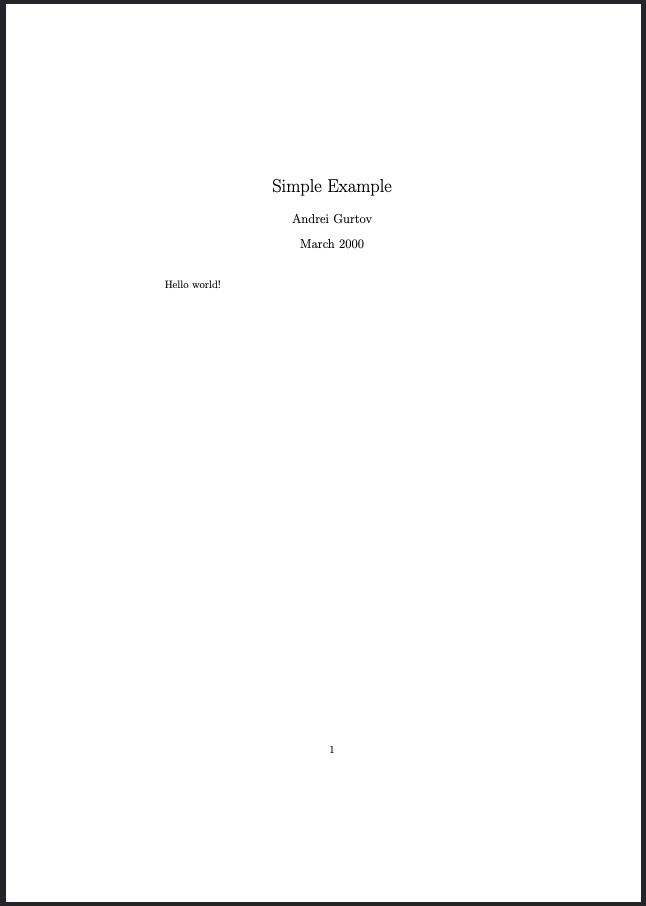 Simple Example
Andrei Gurtov
March 2000
Hello world!
1